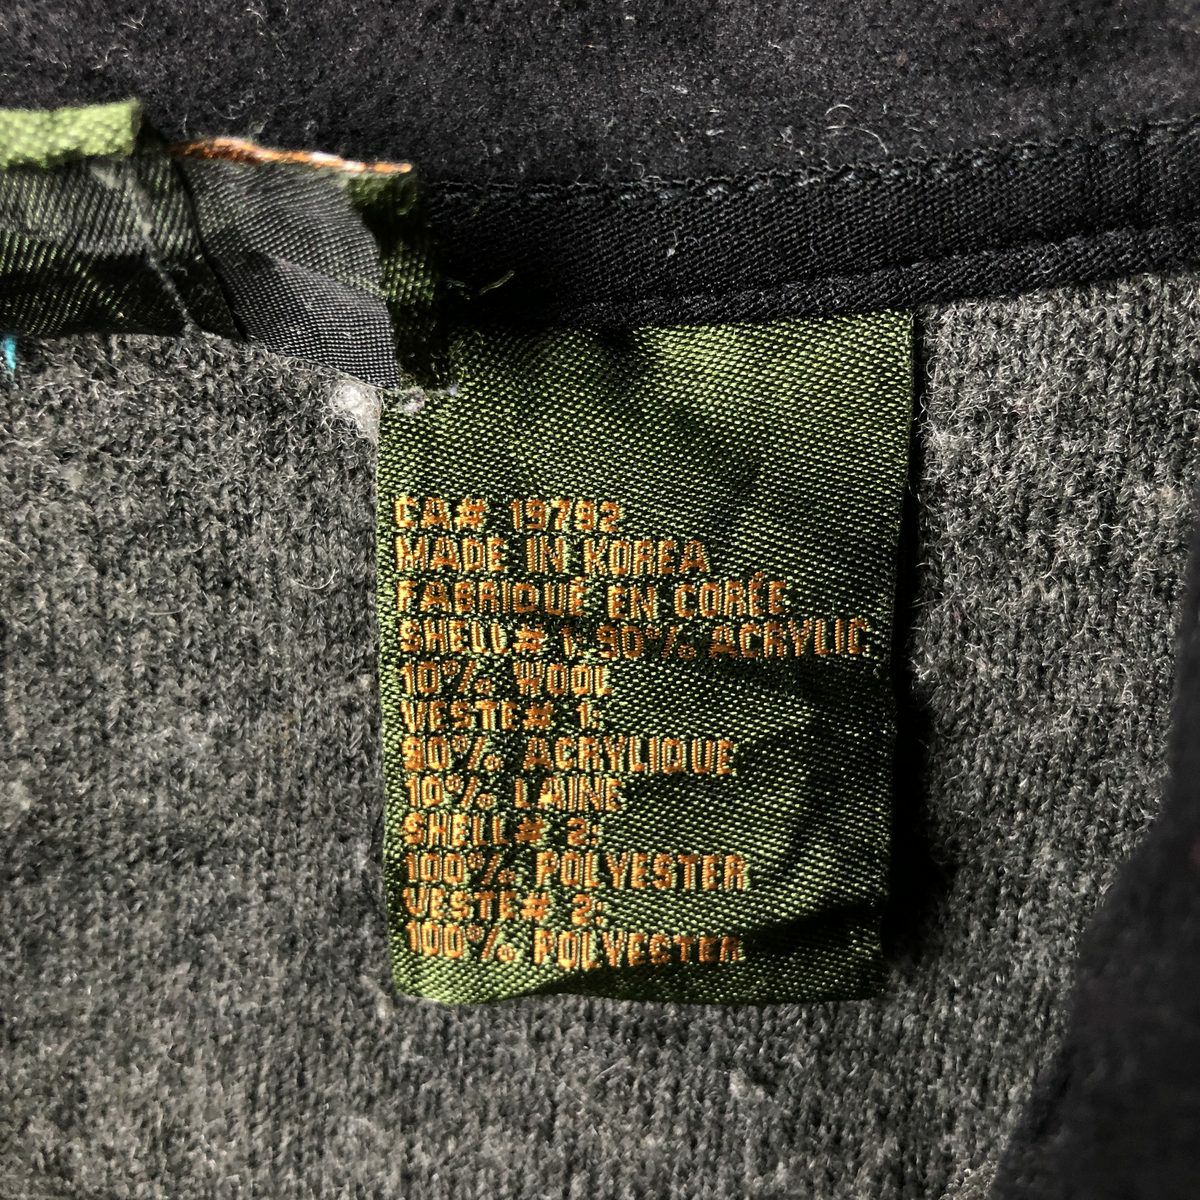 CA# 19792
MADE IN KOREA
FABRIQUÉ EN CORÉE
SHELL# 1: 90% ACRYLIC
10% WOOL
VESTE# 1:
90% ACRYLIQUE
10% LAINE
SHELL# 2:
100% POLYESTER
VESTE# 2:
100% POLYESTER